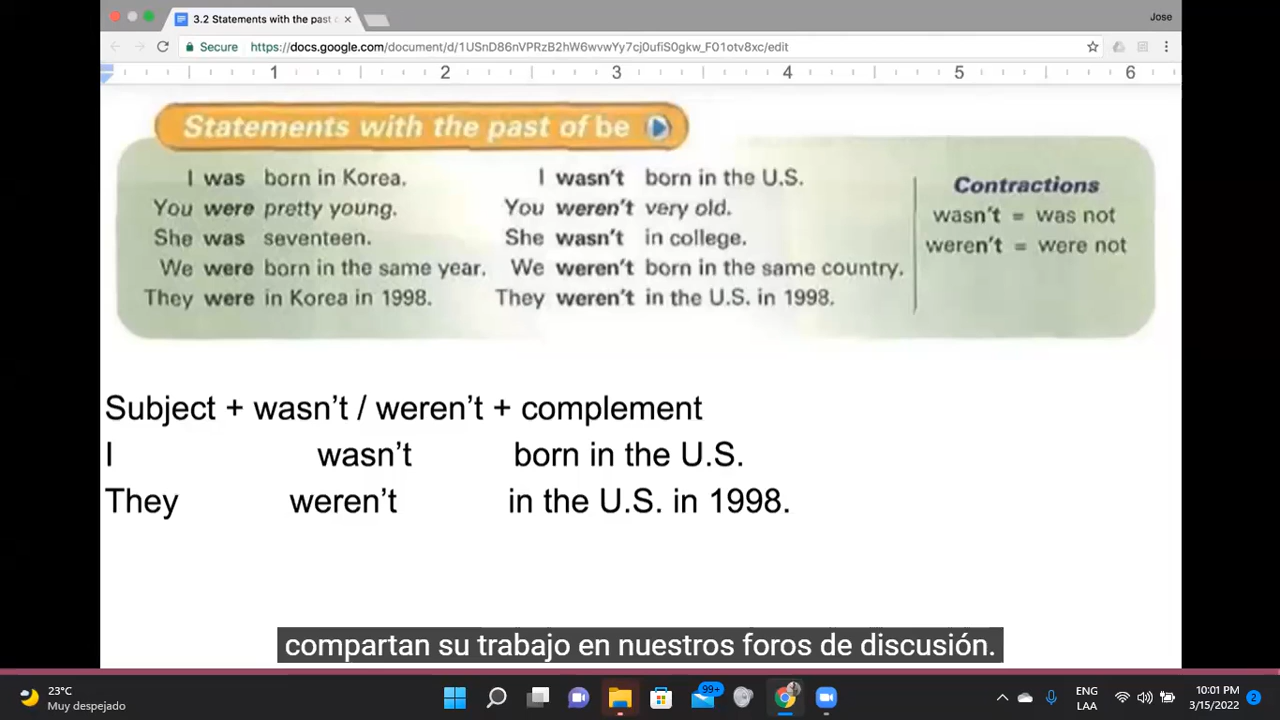 3.2 Statements with the past
Jose
Secure https://docs.google.com/document/d/1USnD86nVPRzB2hW6wvwYy7cj0ufiS0gkw_F01otv8xc/edit
1 2 3 4 5 6
Statements with the past of be
I was born in Korea. I wasn't born in the U.S.
You were pretty young. You weren't very old.
She was seventeen. She wasn't in college.
We were born in the same year. We weren't born in the same country.
They were in Korea in 1998. They weren't in the U.S. in 1998.
Contractions
wasn't = was not
weren't = were not
Subject + wasn’t / weren’t + complement
I wasn’t born in the U.S.
They weren’t in the U.S. in 1998.
compartan su trabajo en nuestros foros de discusión.
23°C
Muy despejado
99+
ENG
LAA
10:01 PM
3/15/2022
2